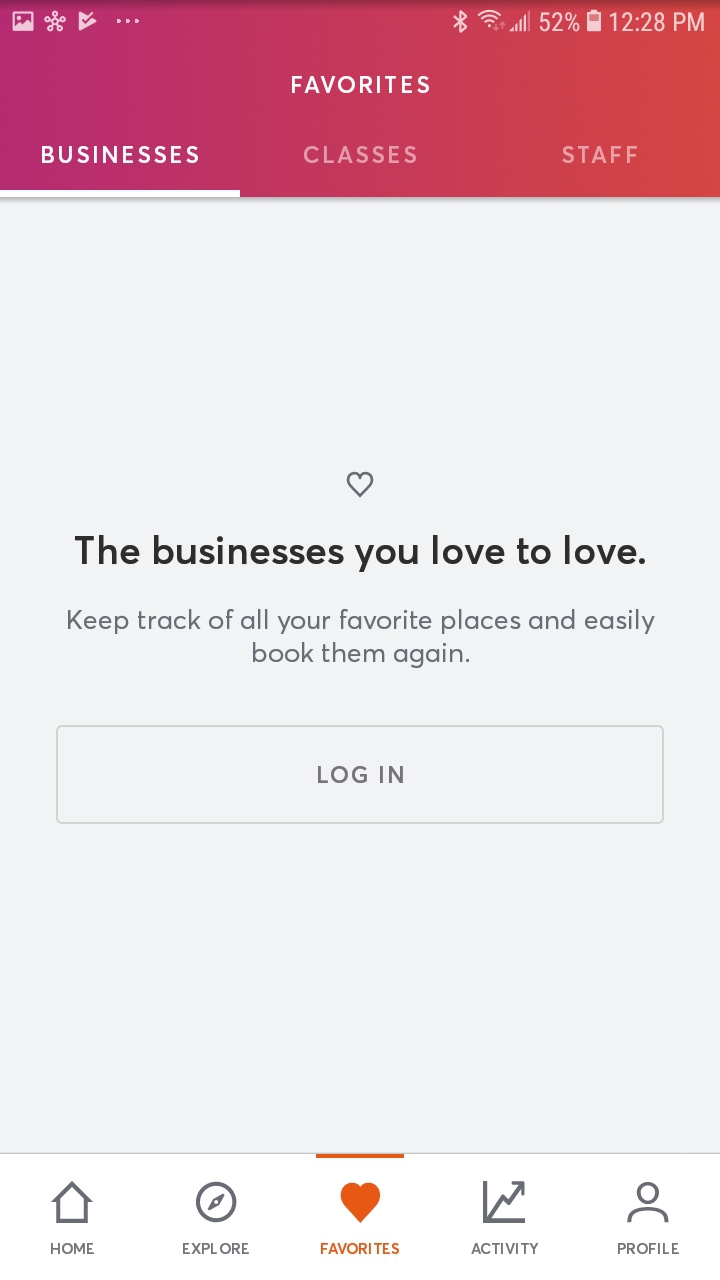 52% 12:28 PM
FAVORITES
BUSINESSES CLASSES STAFF
The businesses you love to love.
Keep track of all your favorite places and easily
book them again.
LOG IN
HOME EXPLORE FAVORITES ACTIVITY PROFILE